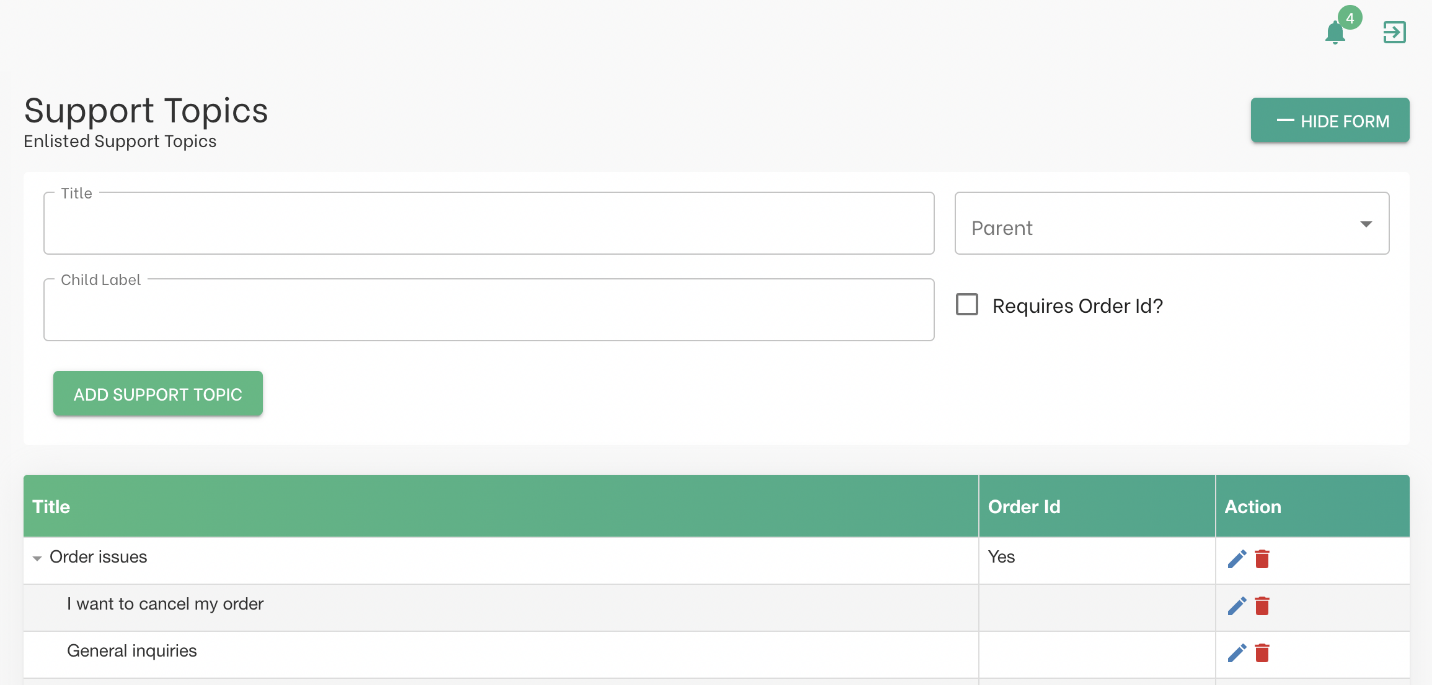 4
Support Topics
Enlisted Support Topics
HIDE FORM
Title
Parent
Child Label
Requires Order Id?
ADD SUPPORT TOPIC
Title Order Id Action
Order issues Yes
I want to cancel my order
General inquiries